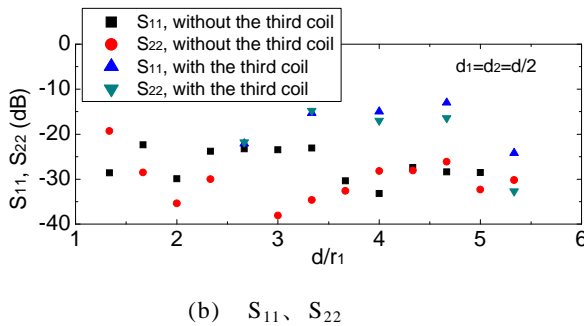 S₁₁, without the third coil
S₂₂, without the third coil
S₁₁, with the third coil
S₂₂, with the third coil
d₁=d₂=d/2
S₁₁, S₂₂ (dB)
0
-10
-20
-30
-40
1 2 3 4 5 6
d/r₁
(b) S₁₁、S₂₂